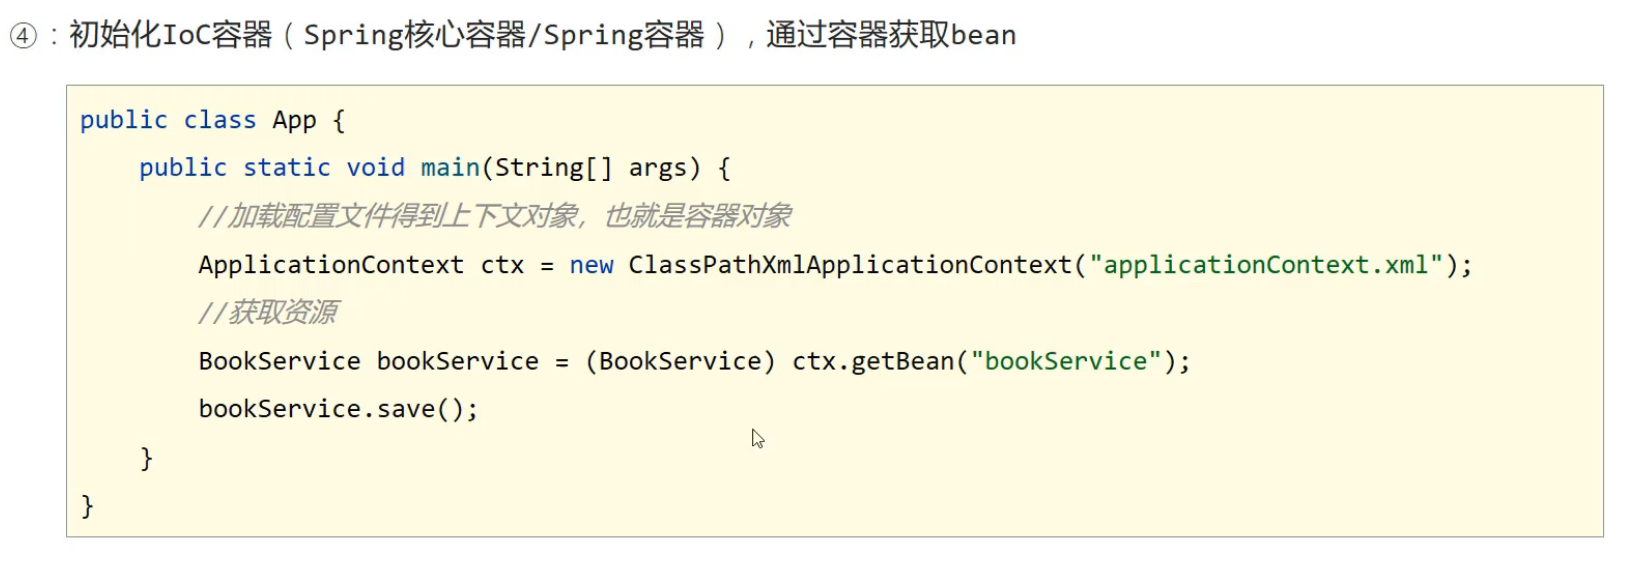 ④：初始化IoC容器（Spring核心容器/Spring容器），通过容器获取bean
public class App {
    public static void main(String[] args) {
        //加载配置文件得到上下文对象，也就是容器对象
        ApplicationContext ctx = new ClassPathXmlApplicationContext("applicationContext.xml");
        //获取资源
        BookService bookService = (BookService) ctx.getBean("bookService");
        bookService.save();
    }
}